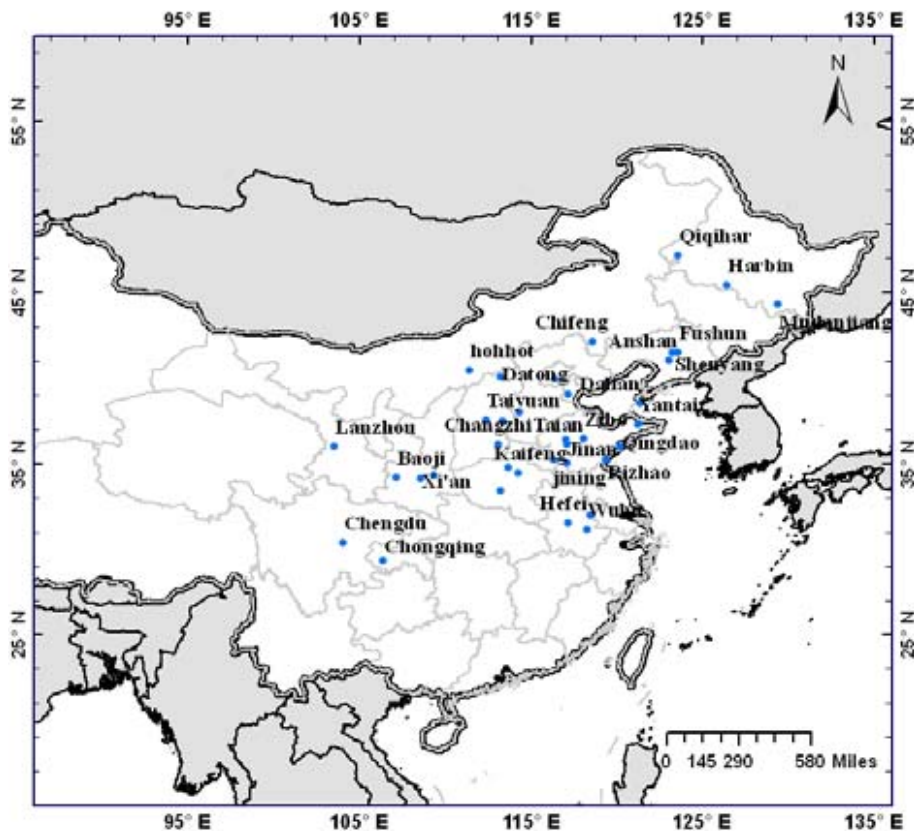 95° E 105° E 115° E 125° E 135° E
N
55° N 55° N
Qiqihar
Harbin
45° N 45° N
Mudanjiang
Chifeng
Anshan Fushun
hohhot
Shenyang
Datong
Dalian
Taiyuan
Yantai
Changzhi Taian Zibo
Lanzhou
Qingdao
Kaifeng Jinan
Baoji
35° N 35° N
Rizhao
Xi'an
jining
Hefei Wuhu
Chengdu
Chongqing
25° N 25° N
0 145 290 580 Miles
95° E 105° E 115° E 125° E 135° E